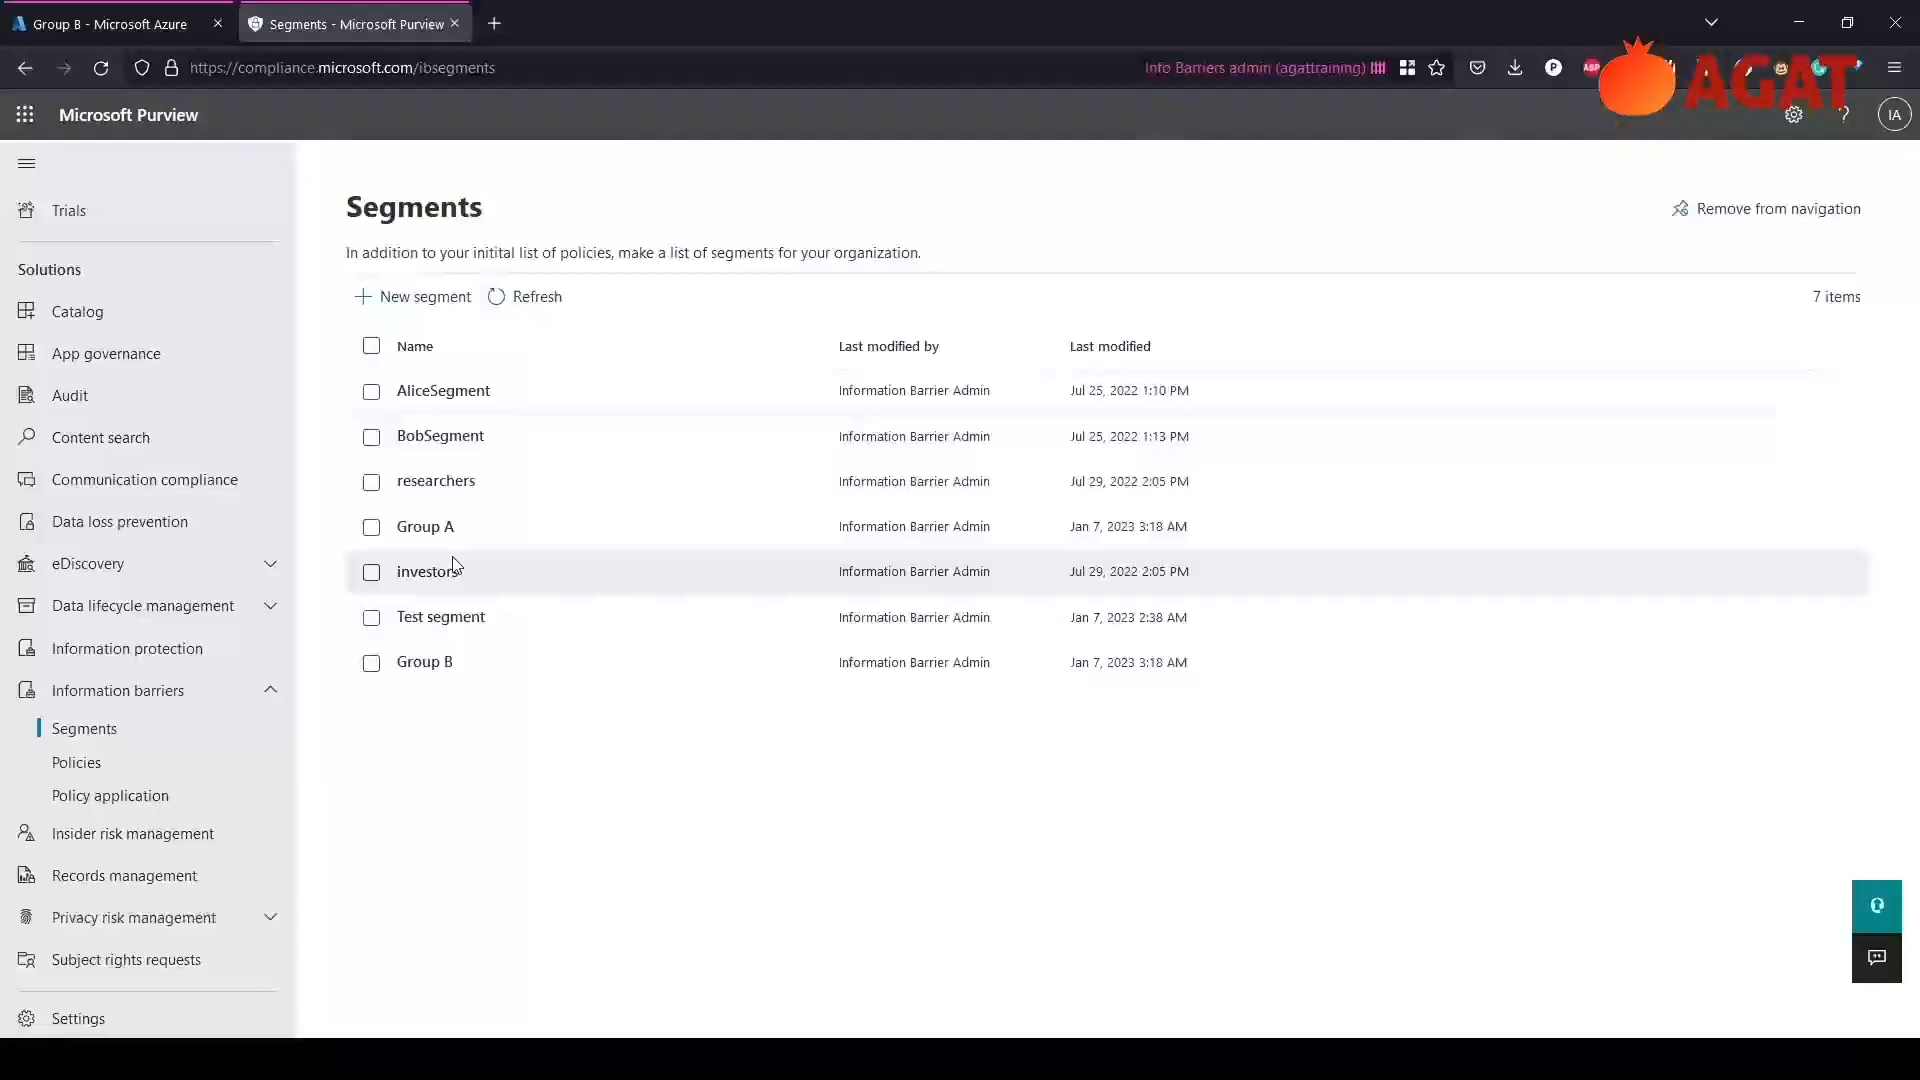 Group B - Microsoft Azure
Segments - Microsoft Purview
https://compliance.microsoft.com/ibsegments
Info Barriers admin (agattraining)
P
ABP
AGAT
Microsoft Purview
?
IA
Trials
Solutions
Catalog
App governance
Audit
Content search
Communication compliance
Data loss prevention
eDiscovery
Data lifecycle management
Information protection
Information barriers
Segments
Policies
Policy application
Insider risk management
Records management
Privacy risk management
Subject rights requests
Settings
Segments
Remove from navigation
In addition to your initital list of policies, make a list of segments for your organization.
New segment Refresh
7 items
Name Last modified by Last modified
AliceSegment Information Barrier Admin Jul 25, 2022 1:10 PM
BobSegment Information Barrier Admin Jul 25, 2022 1:13 PM
researchers Information Barrier Admin Jul 29, 2022 2:05 PM
Group A Information Barrier Admin Jan 7, 2023 3:18 AM
investors Information Barrier Admin Jul 29, 2022 2:05 PM
Test segment Information Barrier Admin Jan 7, 2023 2:38 AM
Group B Information Barrier Admin Jan 7, 2023 3:18 AM